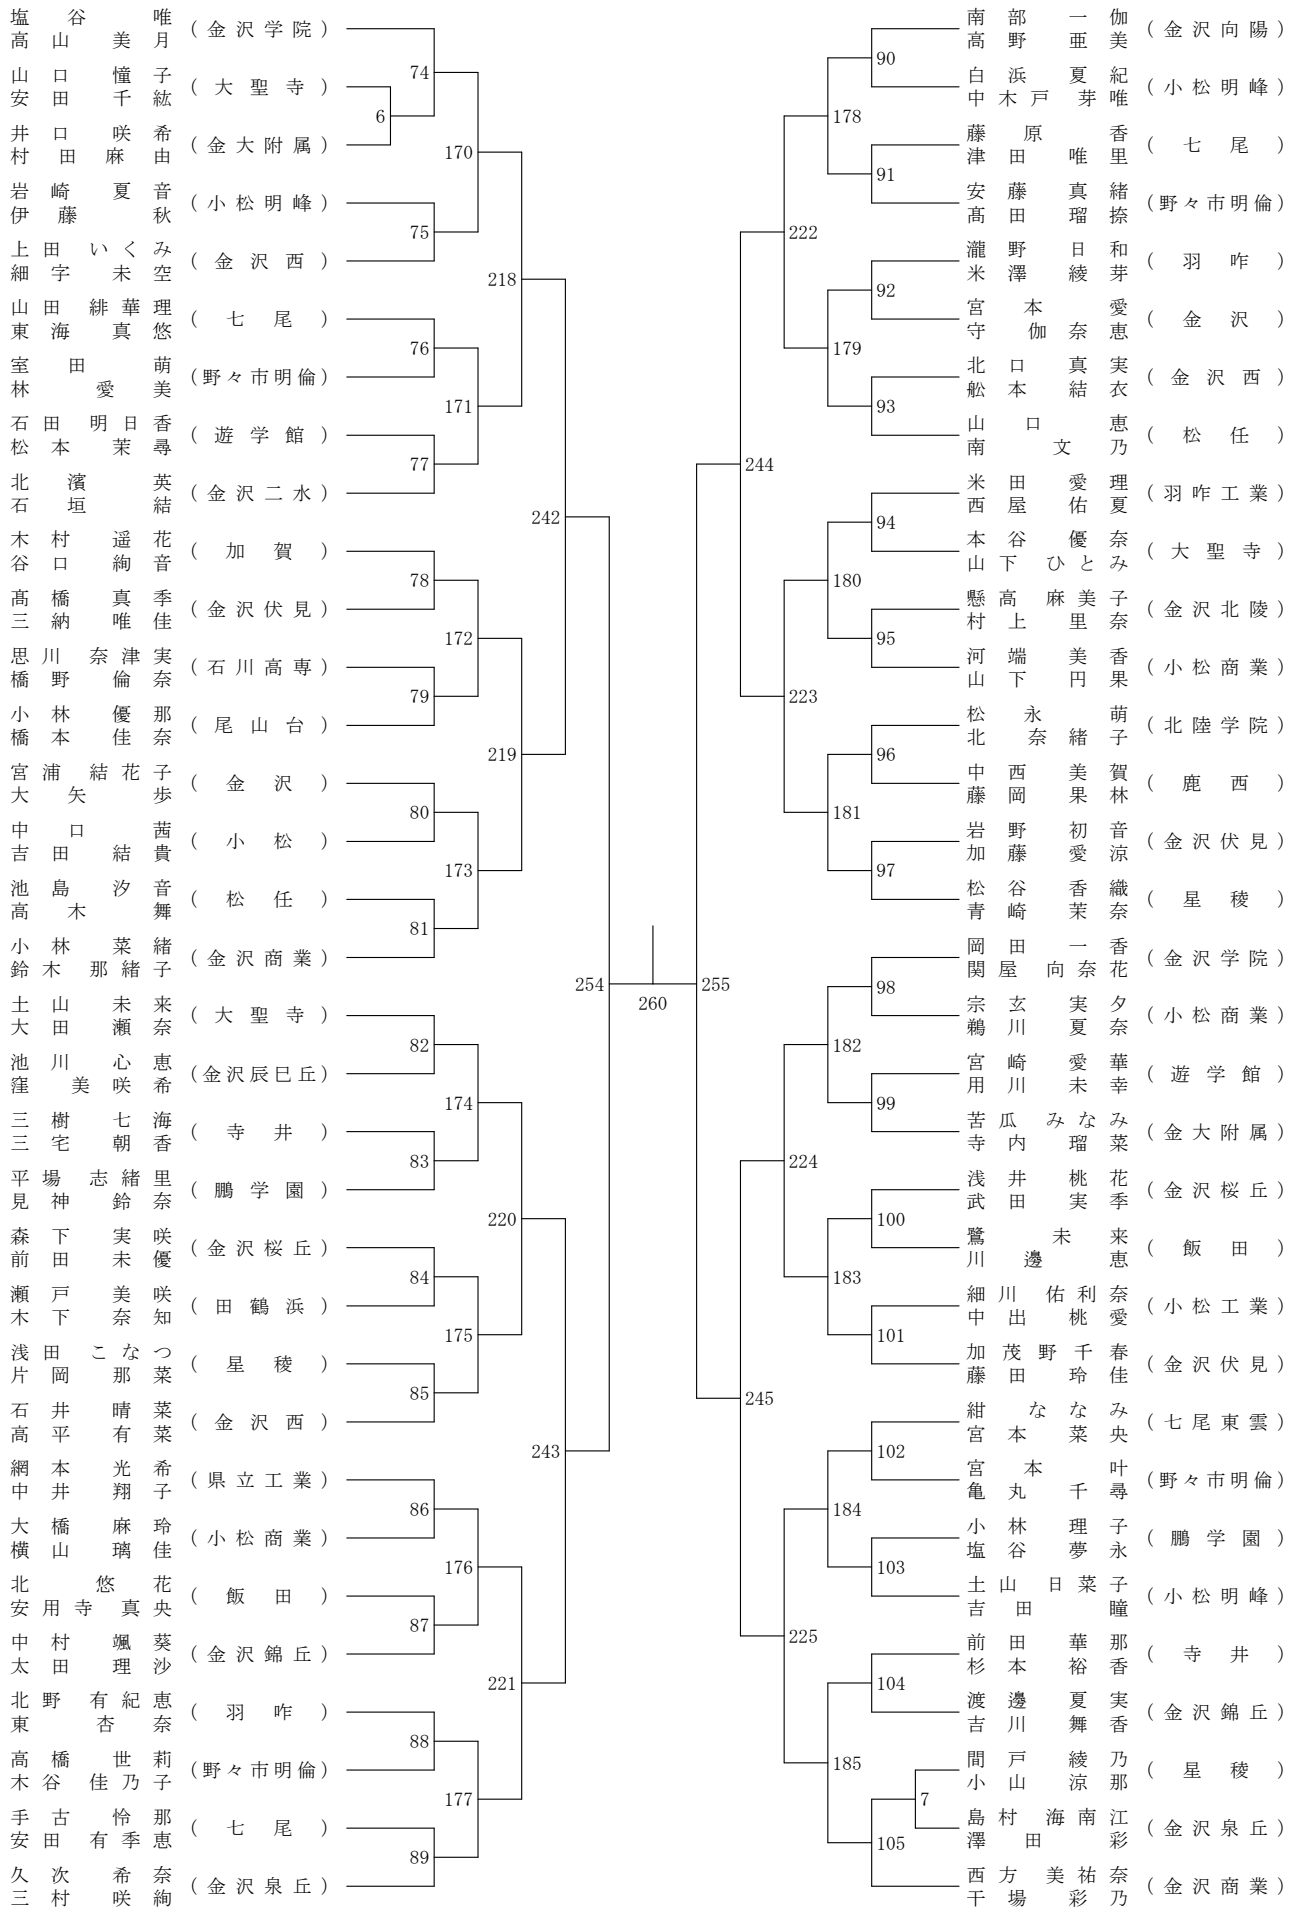 塩谷唯
高山美月
(金沢学院)
山口憧子
安田千紘
(大聖寺)
井口咲希
村田麻由
(金大附属)
岩崎夏音
伊藤秋
(小松明峰)
上田いくみ
細字未空
(金沢西)
山田緋華理
東海真悠
(七尾)
室田萌
林愛美
(野々市明倫)
石田明日香
松本茉尋
(遊学館)
北濱英
石垣結
(金沢二水)
木村遥花
谷口絢音
(加賀)
髙橋真季
三納唯佳
(金沢伏見)
思川奈津実
橋野倫奈
(石川高専)
小林優那
橋本佳奈
(尾山台)
宮浦結花子
大矢歩
(金沢)
中口茜
吉田結貴
(小松)
池島汐音
高木舞
(松任)
小林菜緒
鈴木那緒子
(金沢商業)
土山未来
大田瀬奈
(大聖寺)
池川心恵
窪美咲希
(金沢辰巳丘)
三樹七海
三宅朝香
(寺井)
平場志緒里
見神鈴奈
(鵬学園)
森下実咲
前田未優
(金沢桜丘)
瀬戸美咲
木下奈知
(田鶴浜)
浅田こなつ
片岡那菜
(星稜)
石井晴菜
高平有菜
(金沢西)
網本光希
中井翔子
(県立工業)
大橋麻玲
横山璃佳
(小松商業)
北悠花
安用寺真央
(飯田)
中村颯葵
太田理沙
(金沢錦丘)
北野有紀恵
東杏奈
(羽咋)
高橋世莉
木谷佳乃子
(野々市明倫)
手古怜那
安田有季恵
(七尾)
久次希奈
三村咲絢
(金沢泉丘)
6
74
75
76
77
78
79
80
81
82
83
84
85
86
87
88
89
170
171
172
173
174
175
176
177
218
219
220
221
242
243
254
260
255
244
245
222
223
224
225
178
179
180
181
182
183
184
185
90
91
92
93
94
95
96
97
98
99
100
101
102
103
104
105
7
南部一伽
高野亜美
(金沢向陽)
白浜夏紀
中木戸芽唯
(小松明峰)
藤原香
津田唯里
(七尾)
安藤真緒
髙田瑠捺
(野々市明倫)
瀧野日和
米澤綾芽
(羽咋)
宮本愛
守伽奈恵
(金沢)
北口真実
舩本結衣
(金沢西)
山口恵
南文乃
(松任)
米田愛理
西屋佑夏
(羽咋工業)
本谷優奈
山下ひとみ
(大聖寺)
懸高麻美子
村上里奈
(金沢北陵)
河端美香
山下円果
(小松商業)
松永萌
北奈緒子
(北陸学院)
中西美賀
藤岡果林
(鹿西)
岩野初音
加藤愛涼
(金沢伏見)
松谷香織
青崎茉奈
(星稜)
岡田一香
関屋向奈花
(金沢学院)
宗玄実夕
鵜川夏奈
(小松商業)
宮崎愛華
用川未幸
(遊学館)
苦瓜みなみ
寺内瑠菜
(金大附属)
浅井桃花
武田実季
(金沢桜丘)
鷺未来
川邊恵
(飯田)
細川佑利奈
中出桃愛
(小松工業)
加茂野千春
藤田玲佳
(金沢伏見)
紺ななみ
宮本菜央
(七尾東雲)
宮本叶
亀丸千尋
(野々市明倫)
小林理子
塩谷夢永
(鵬学園)
土山日菜子
吉田瞳
(小松明峰)
前田華那
杉本裕香
(寺井)
渡邊夏実
吉川舞香
(金沢錦丘)
間戸綾乃
小山涼那
(星稜)
島村海南江
澤田彩
(金沢泉丘)
西方美祐奈
干場彩乃
(金沢商業)